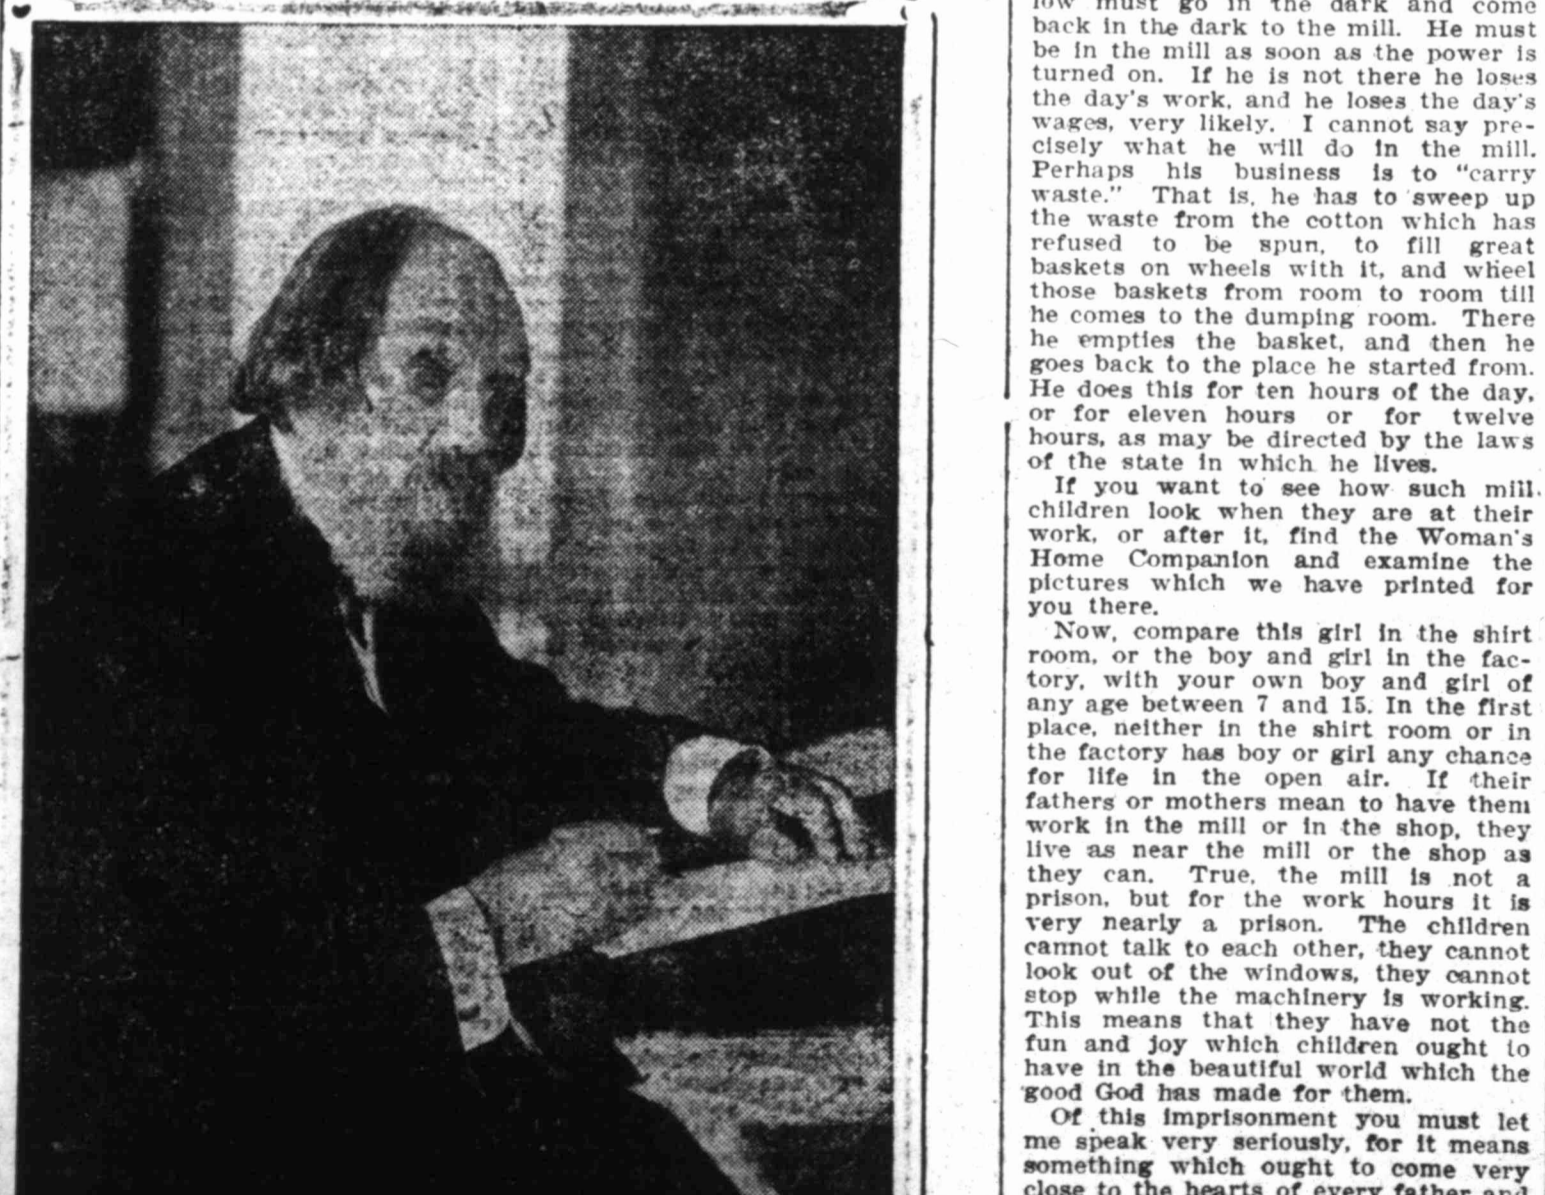 low must go in the dark and come
back in the dark to the mill. He must
be in the mill as soon as the power is
turned on. If he is not there he loses
the day's work, and he loses the day's
wages, very likely. I cannot say pre-
cisely what he will do in the mill.
Perhaps his business is to "carry
waste." That is, he has to sweep up
the waste from the cotton which has
refused to be spun, to fill great
baskets on wheels with it, and wheel
those baskets from room to room till
he comes to the dumping room. There
he empties the basket, and then he
goes back to the place he started from.
He does this for ten hours of the day,
or for eleven hours or for twelve
hours, as may be directed by the laws
of the state in which he lives.
If you want to see how such mill
children look when they are at their
work, or after it, find the Woman's
Home Companion and examine the
pictures which we have printed for
you there.
Now, compare this girl in the shirt
room, or the boy and girl in the fac-
tory, with your own boy and girl of
any age between 7 and 15. In the first
place, neither in the shirt room or in
the factory has boy or girl any chance
for life in the open air. If their
fathers or mothers mean to have them
work in the mill or in the shop, they
live as near the mill or the shop as
they can. True, the mill is not a
prison, but for the work hours it is
very nearly a prison. The children
cannot talk to each other, they cannot
look out of the windows, they cannot
stop while the machinery is working.
This means that they have not the
fun and joy which children ought to
have in the beautiful world which the
good God has made for them.
Of this imprisonment you must let
me speak very seriously, for it means
something which ought to come very
close to the hearts of every father and